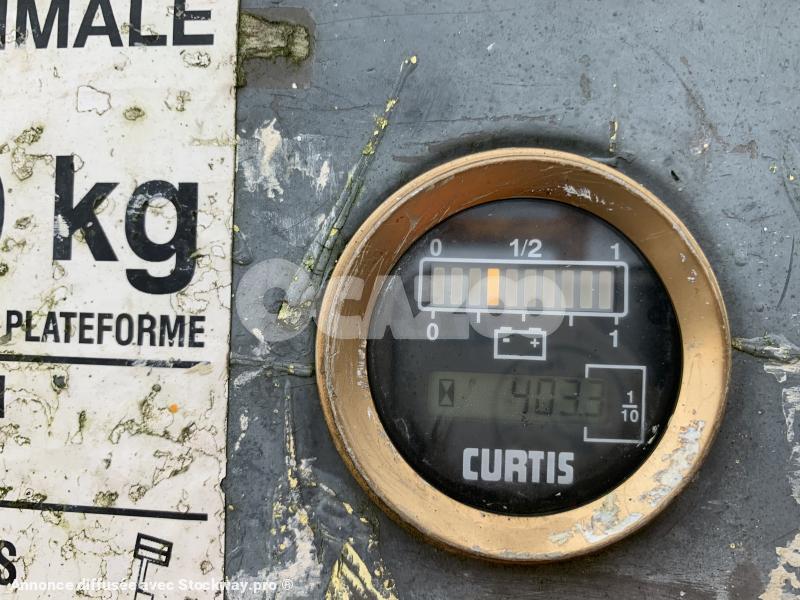 IMALE
kg
PLATEFORME
0 1/2 1
0 1
- +
403.3
1/10
CURTIS
OCAZOO
Annonce diffusée avec Stockway.pro ®